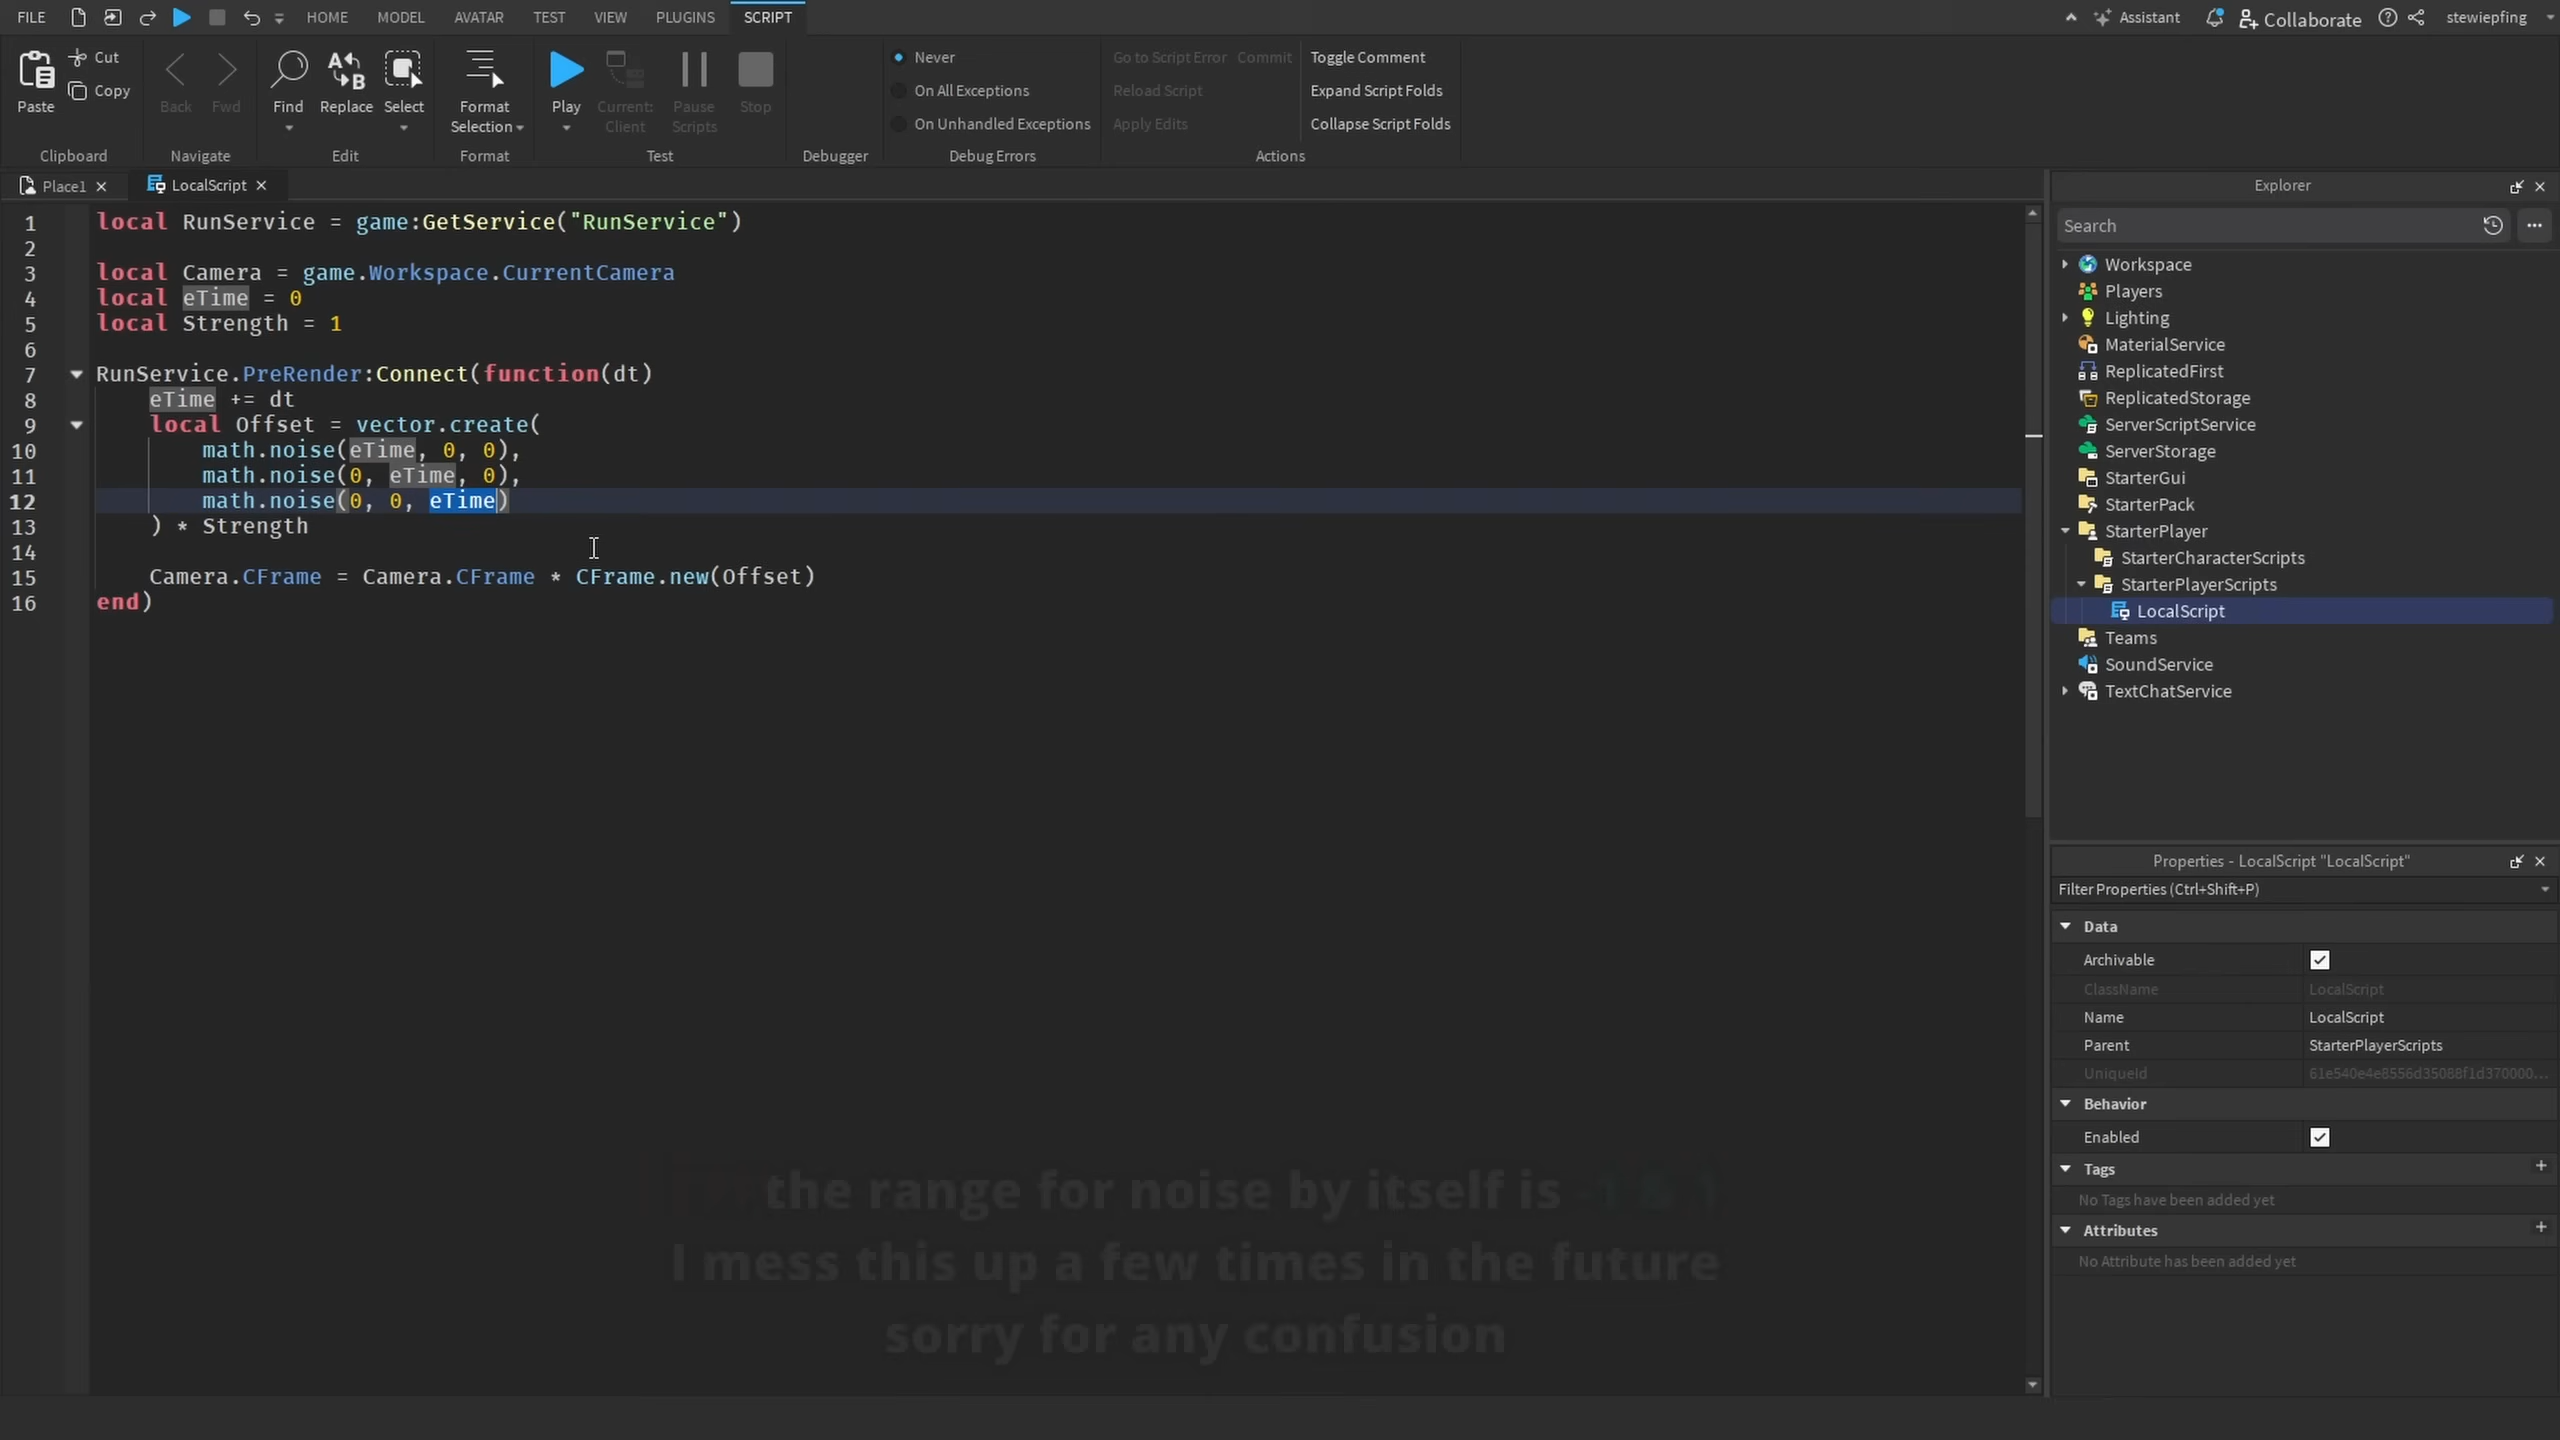 FILE HOME MODEL AVATAR TEST VIEW PLUGINS SCRIPT Assistant Collaborate stewiepfing
Paste Cut Copy
Back Fwd
Find Replace Select
Format Selection
Play Current: Client Pause Scripts Stop
Never
On All Exceptions
On Unhandled Exceptions
Go to Script Error Commit
Reload Script
Apply Edits
Toggle Comment
Expand Script Folds
Collapse Script Folds
Clipboard Navigate Edit Format Test Debugger Debug Errors Actions
Place1 LocalScript
1 local RunService = game:GetService("RunService")
2
3 local Camera = game.Workspace.CurrentCamera
4 local eTime = 0
5 local Strength = 1
6
7 RunService.PreRender:Connect(function(dt)
8 eTime += dt
9 local Offset = vector.create(
10 math.noise(eTime, 0, 0),
11 math.noise(0, eTime, 0),
12 math.noise(0, 0, eTime)
13 ) * Strength
14
15 Camera.CFrame = Camera.CFrame * CFrame.new(Offset)
16 end)
the range for noise by itself is -1 & 1
I mess this up a few times in the future
sorry for any confusion
Explorer
Search
Workspace
Players
Lighting
MaterialService
ReplicatedFirst
ReplicatedStorage
ServerScriptService
ServerStorage
StarterGui
StarterPack
StarterPlayer
StarterCharacterScripts
StarterPlayerScripts
LocalScript
Teams
SoundService
TextChatService
Properties - LocalScript "LocalScript"
Filter Properties (Ctrl+Shift+P)
Data
Archivable
ClassName LocalScript
Name LocalScript
Parent StarterPlayerScripts
UniqueId 61e540e4e8556d35088f1d370000...
Behavior
Enabled
Tags
No Tags have been added yet
Attributes
No Attribute has been added yet